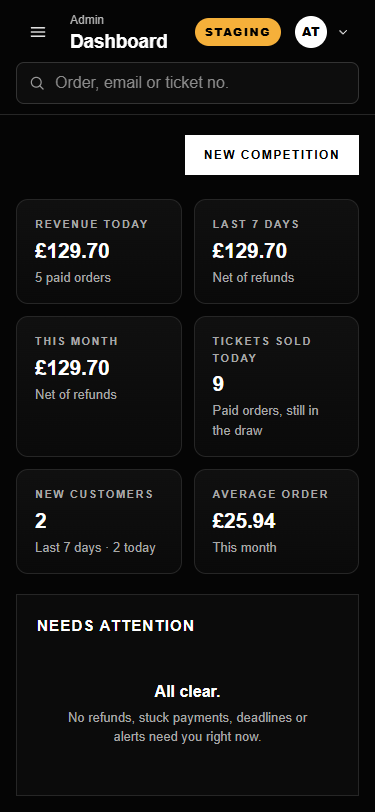 Admin
Dashboard
STAGING
AT
Order, email or ticket no.
NEW COMPETITION
REVENUE TODAY
£129.70
5 paid orders
LAST 7 DAYS
£129.70
Net of refunds
THIS MONTH
£129.70
Net of refunds
TICKETS SOLD
TODAY
9
Paid orders, still in
the draw
NEW CUSTOMERS
2
Last 7 days · 2 today
AVERAGE ORDER
£25.94
This month
NEEDS ATTENTION
All clear.
No refunds, stuck payments, deadlines or
alerts need you right now.